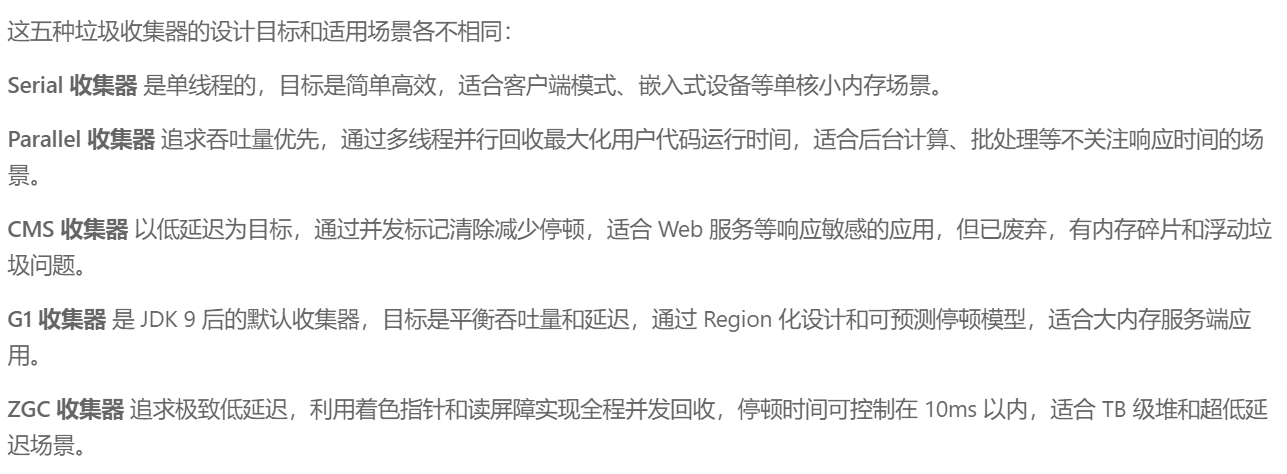 这五种垃圾收集器的设计目标和适用场景各不相同：
Serial 收集器 是单线程的，目标是简单高效，适合客户端模式、嵌入式设备等单核小内存场景。
Parallel 收集器 追求吞吐量优先，通过多线程并行回收最大化用户代码运行时间，适合后台计算、批处理等不关注响应时间的场
景。
CMS 收集器 以低延迟为目标，通过并发标记清除减少停顿，适合 Web 服务等响应敏感的应用，但已废弃，有内存碎片和浮动垃
圾问题。
G1 收集器 是 JDK 9 后的默认收集器，目标是平衡吞吐量和延迟，通过 Region 化设计和可预测停顿模型，适合大内存服务端应
用。
ZGC 收集器 追求极致低延迟，利用着色指针和读屏障实现全程并发回收，停顿时间可控制在 10ms 以内，适合 TB 级堆和超低延
迟场景。